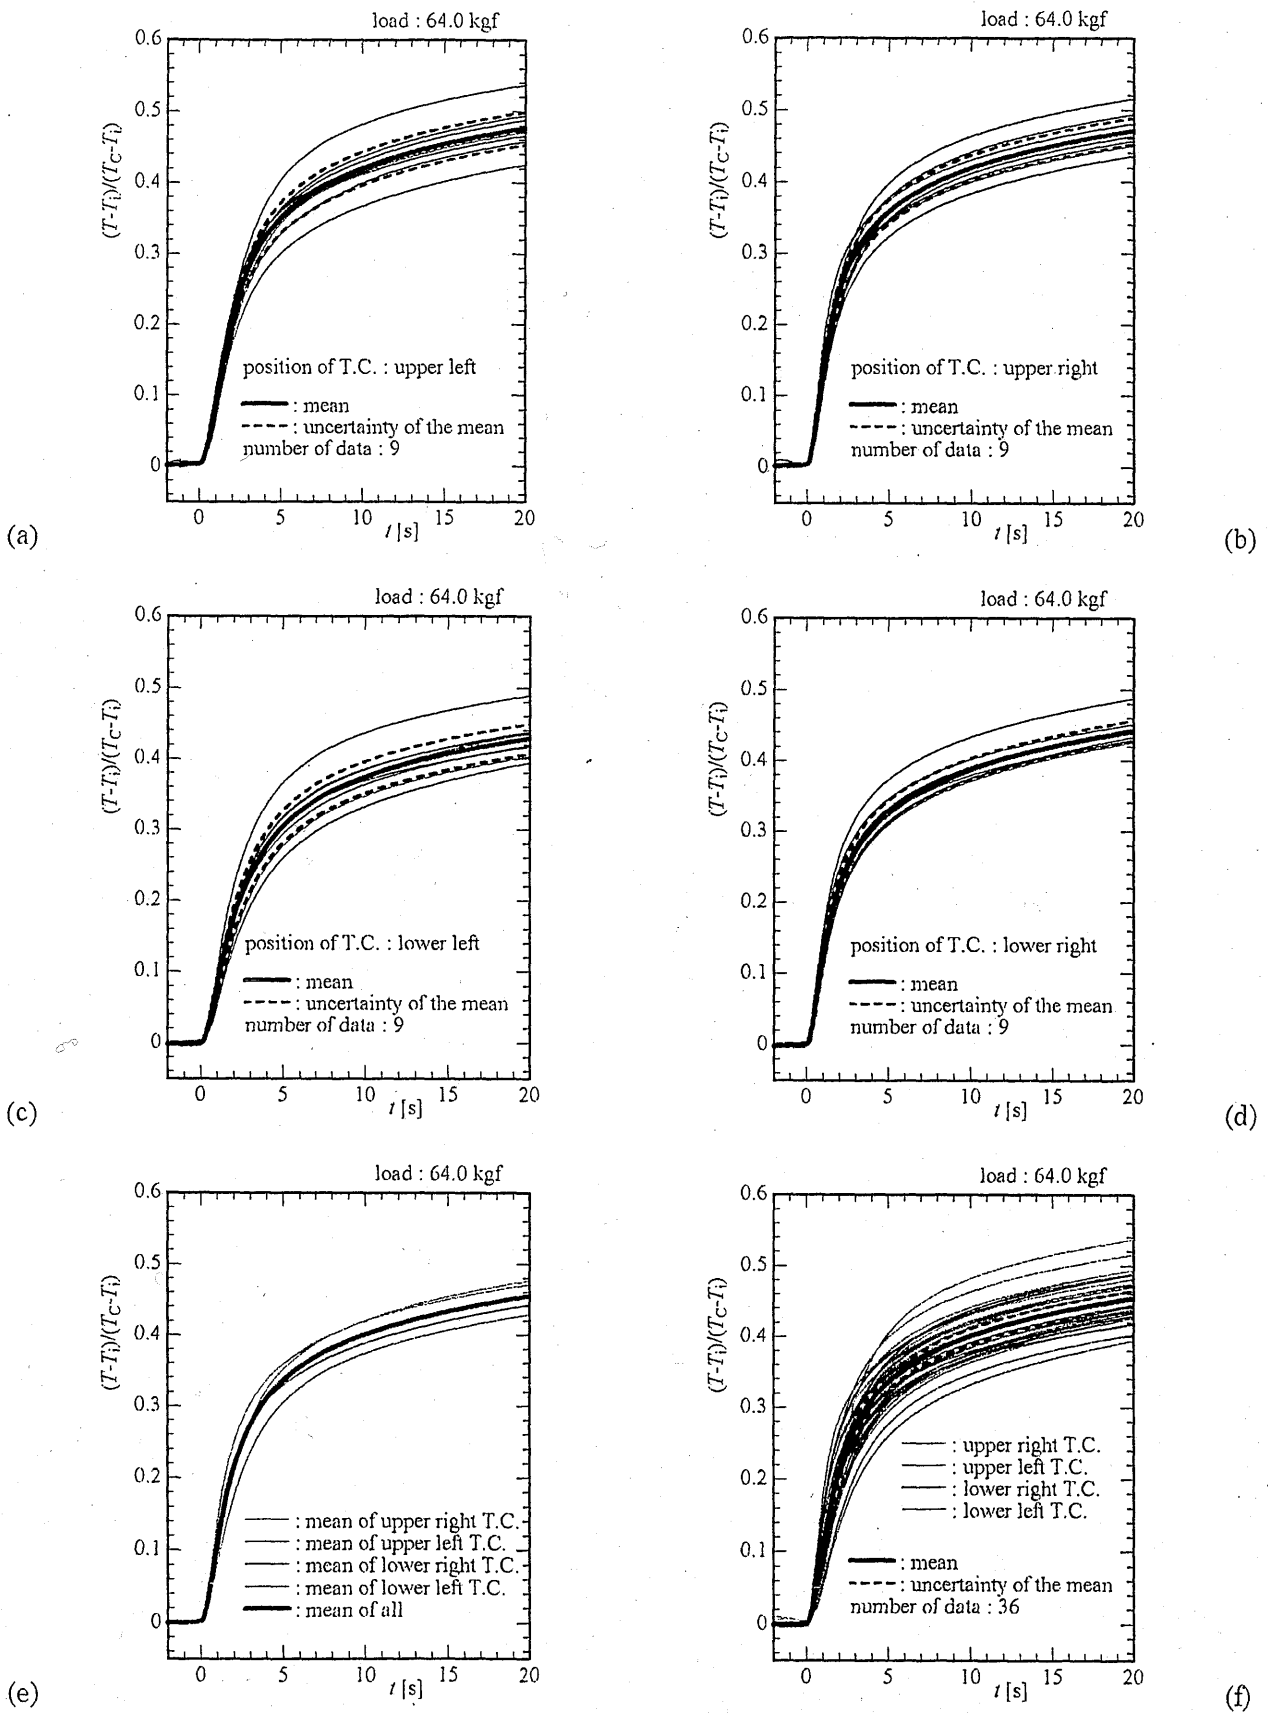 load : 64.0 kgf
0.6
0.5
0.4
0.3
0.2
0.1
0
(T-Ti)/(TC-Ti)
position of T.C. : upper left
: mean
: uncertainty of the mean
number of data : 9
0 5 10 15 20
t [s]
(a)
load : 64.0 kgf
0.6
0.5
0.4
0.3
0.2
0.1
0
(T-Ti)/(TC-Ti)
position of T.C. : upper right
: mean
: uncertainty of the mean
number of data : 9
0 5 10 15 20
t [s]
(b)
load : 64.0 kgf
0.6
0.5
0.4
0.3
0.2
0.1
0
(T-Ti)/(TC-Ti)
position of T.C. : lower left
: mean
: uncertainty of the mean
number of data : 9
0 5 10 15 20
t [s]
(c)
load : 64.0 kgf
0.6
0.5
0.4
0.3
0.2
0.1
0
(T-Ti)/(TC-Ti)
position of T.C. : lower right
: mean
: uncertainty of the mean
number of data : 9
0 5 10 15 20
t [s]
(d)
load : 64.0 kgf
0.6
0.5
0.4
0.3
0.2
0.1
0
(T-Ti)/(TC-Ti)
: mean of upper right T.C.
: mean of upper left T.C.
: mean of lower right T.C.
: mean of lower left T.C.
: mean of all
0 5 10 15 20
t [s]
(e)
load : 64.0 kgf
0.6
0.5
0.4
0.3
0.2
0.1
0
(T-Ti)/(TC-Ti)
: upper right T.C.
: upper left T.C.
: lower right T.C.
: lower left T.C.
: mean
: uncertainty of the mean
number of data : 36
0 5 10 15 20
t [s]
(f)